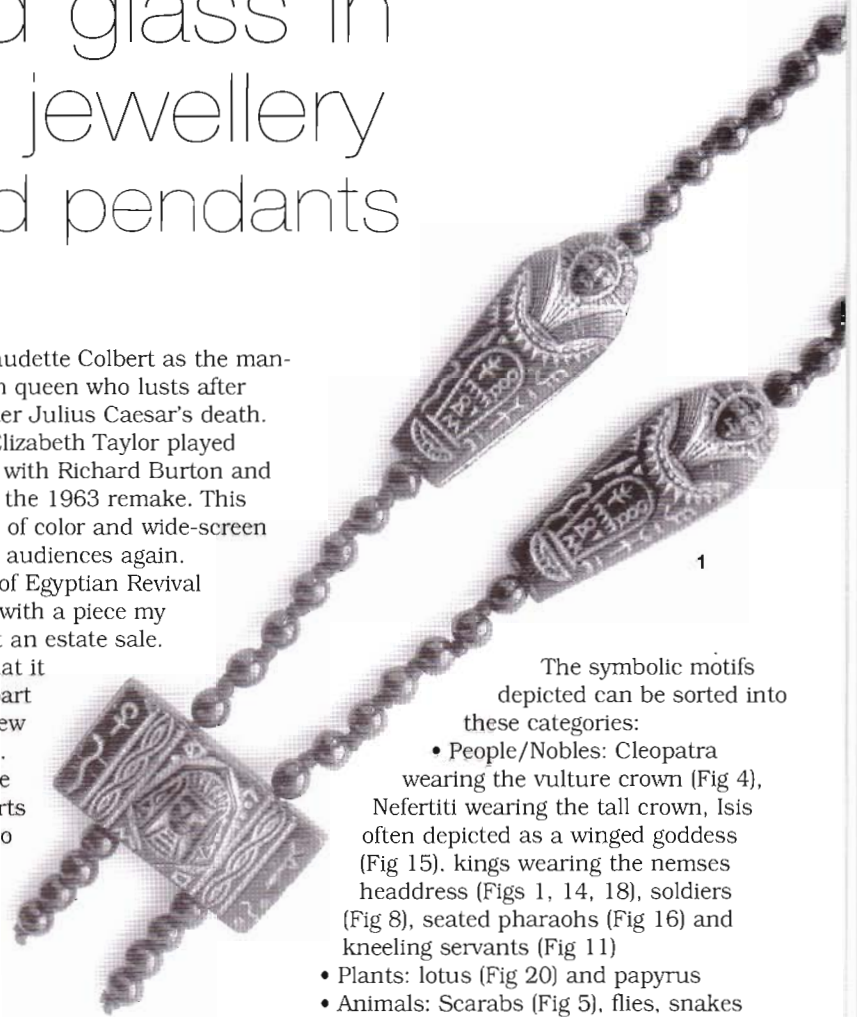 d glass in
jewellery
d pendants
audette Colbert as the man-
n queen who lusts after
er Julius Caesar's death.
Elizabeth Taylor played
with Richard Burton and
the 1963 remake. This
of color and wide-screen
audiences again.
of Egyptian Revival
with a piece my
t an estate sale.
at it
part
ew
.
e
rts
o
1
The symbolic motifs
depicted can be sorted into
these categories:
• People/Nobles: Cleopatra
wearing the vulture crown (Fig 4),
Nefertiti wearing the tall crown, Isis
often depicted as a winged goddess
(Fig 15). kings wearing the nemses
headdress (Figs 1, 14, 18), soldiers
(Fig 8), seated pharaohs (Fig 16) and
kneeling servants (Fig 11)
• Plants: lotus (Fig 20) and papyrus
• Animals: Scarabs (Fig 5), flies, snakes